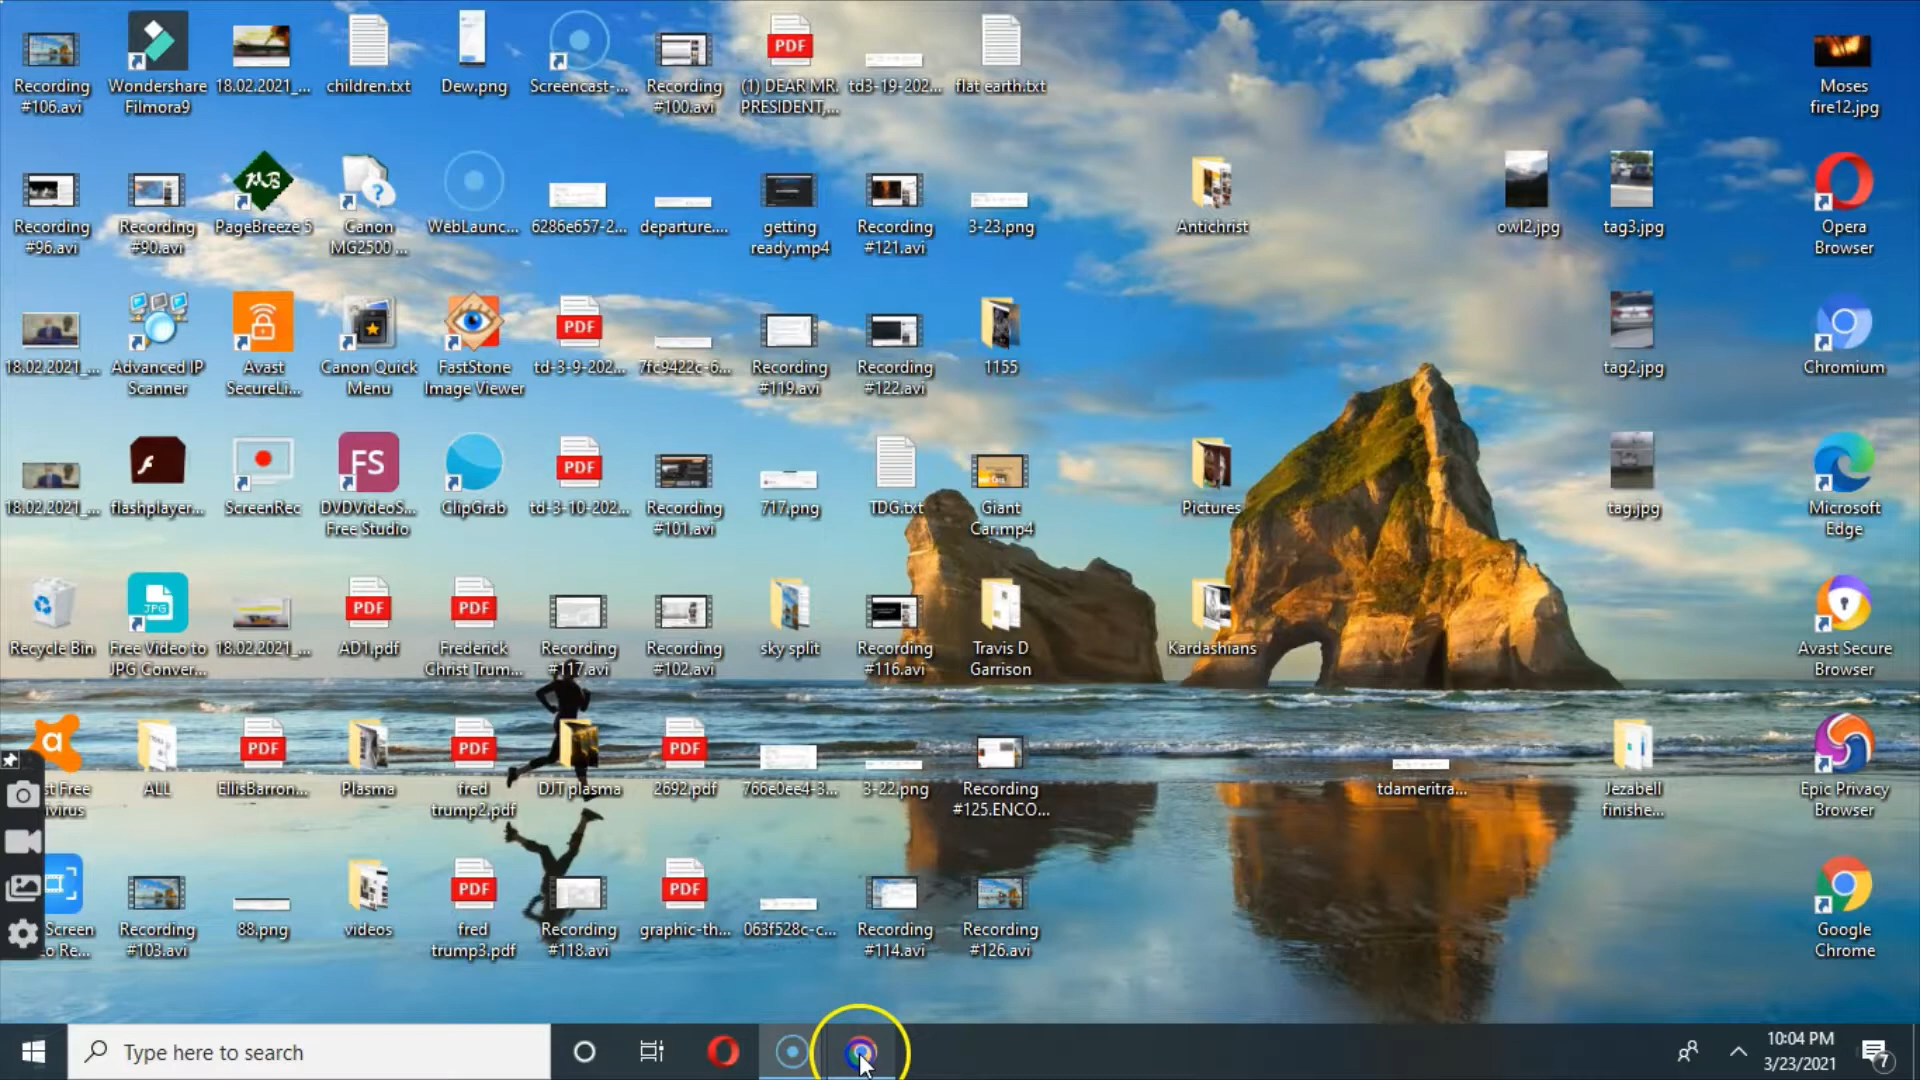 Recording #106.avi
Wondershare Filmora9
18.02.2021_...
children.txt
Dew.png
Screencast-...
Recording #100.avi
(1) DEAR MR. PRESIDENT,...
td3-19-202...
flat earth.txt
Moses fire12.jpg
Recording #96.avi
Recording #90.avi
PageBreeze 5
Canon MG2500 ...
WebLaunc...
6286e657-2...
departure....
getting ready.mp4
Recording #121.avi
3-23.png
Antichrist
owl2.jpg
tag3.jpg
Opera Browser
18.02.2021_...
Advanced IP Scanner
Avast SecureLi...
Canon Quick Menu
FastStone Image Viewer
td-3-9-202...
7fc9422c-6...
Recording #119.avi
Recording #122.avi
1155
tag2.jpg
Chromium
18.02.2021_...
flashplayer...
ScreenRec
DVDVideoS... Free Studio
ClipGrab
td-3-10-202...
Recording #101.avi
717.png
TDG.txt
Giant Car.mp4
Pictures
tag.jpg
Microsoft Edge
Recycle Bin
Free Video to JPG Conver...
18.02.2021_...
AD1.pdf
Frederick Christ Trum...
Recording #117.avi
Recording #102.avi
sky split
Recording #116.avi
Travis D Garrison
Kardashians
Avast Secure Browser
st Free ivirus
ALL
EllisBarron...
Plasma
fred trump2.pdf
DJT plasma
2692.pdf
766e0ee4-3...
3-22.png
Recording #125.ENCO...
tdameritra...
Jezabell finishe...
Epic Privacy Browser
Screen o Re...
Recording #103.avi
88.png
videos
fred trump3.pdf
Recording #118.avi
graphic-th...
063f528c-c...
Recording #114.avi
Recording #126.avi
Google Chrome
Type here to search
10:04 PM
3/23/2021
7